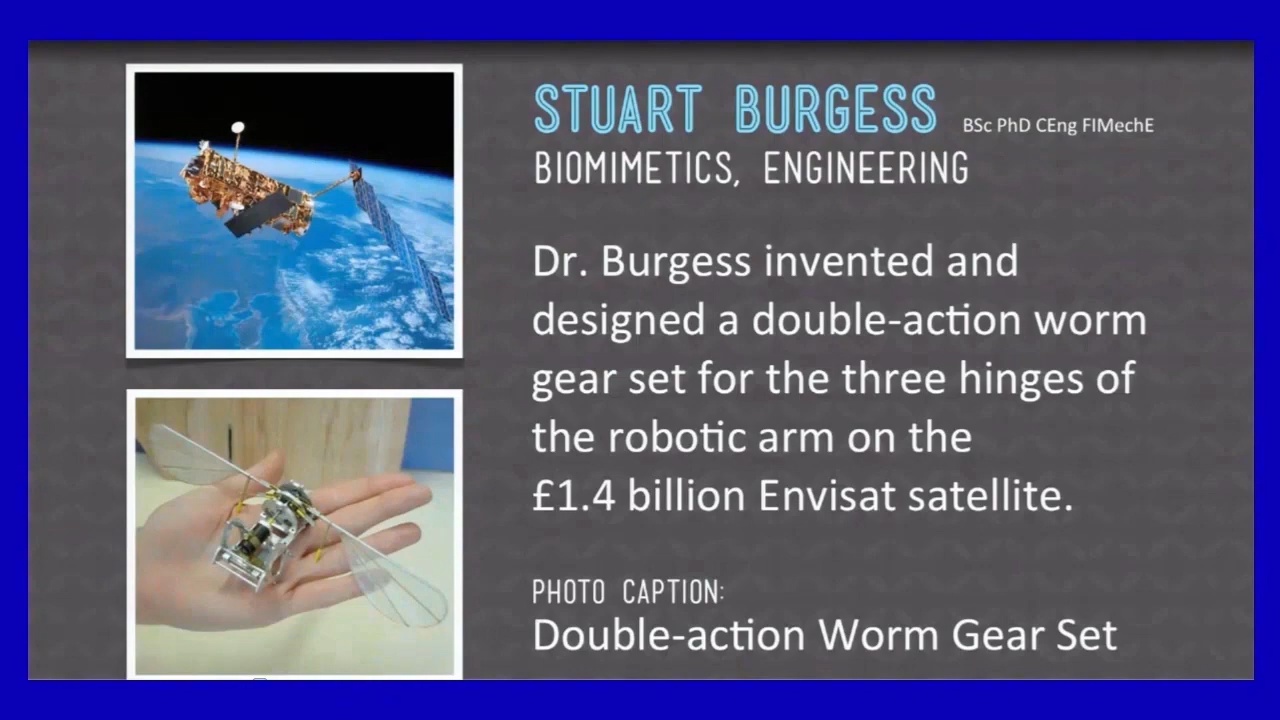 STUART BURGESS BSc PhD CEng FIMechE
BIOMIMETICS, ENGINEERING
Dr. Burgess invented and
designed a double-action worm
gear set for the three hinges of
the robotic arm on the
£1.4 billion Envisat satellite.
PHOTO CAPTION:
Double-action Worm Gear Set